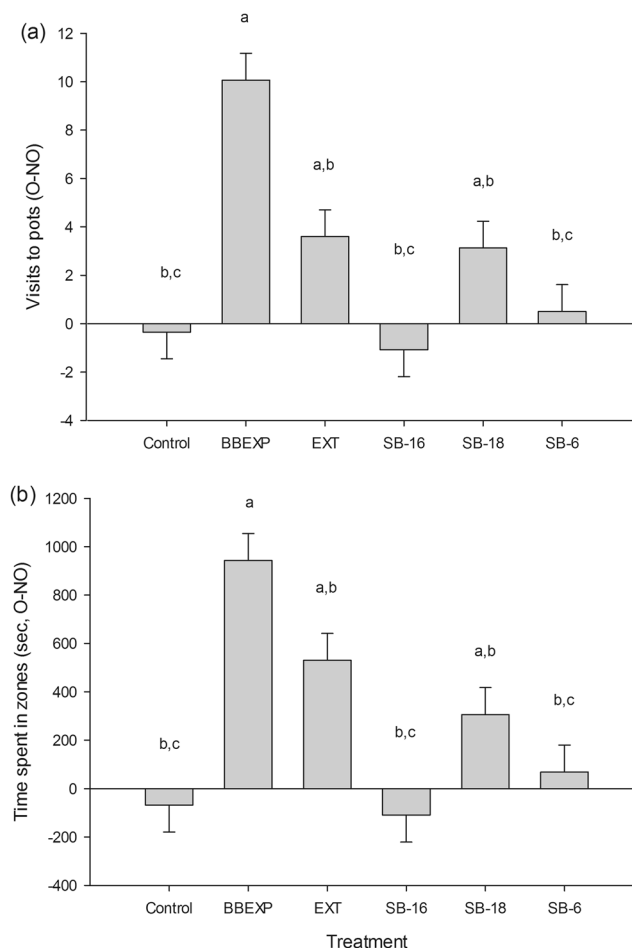 (a)
Visits to pots (O-NO)
12
10
8
6
4
2
0
-2
-4
b,c
a
a,b
b,c
a,b
b,c
Control BBEXP EXT SB-16 SB-18 SB-6
(b)
Time spent in zones (sec, O-NO)
1200
1000
800
600
400
200
0
-200
-400
b,c
a
a,b
b,c
a,b
b,c
Control BBEXP EXT SB-16 SB-18 SB-6
Treatment